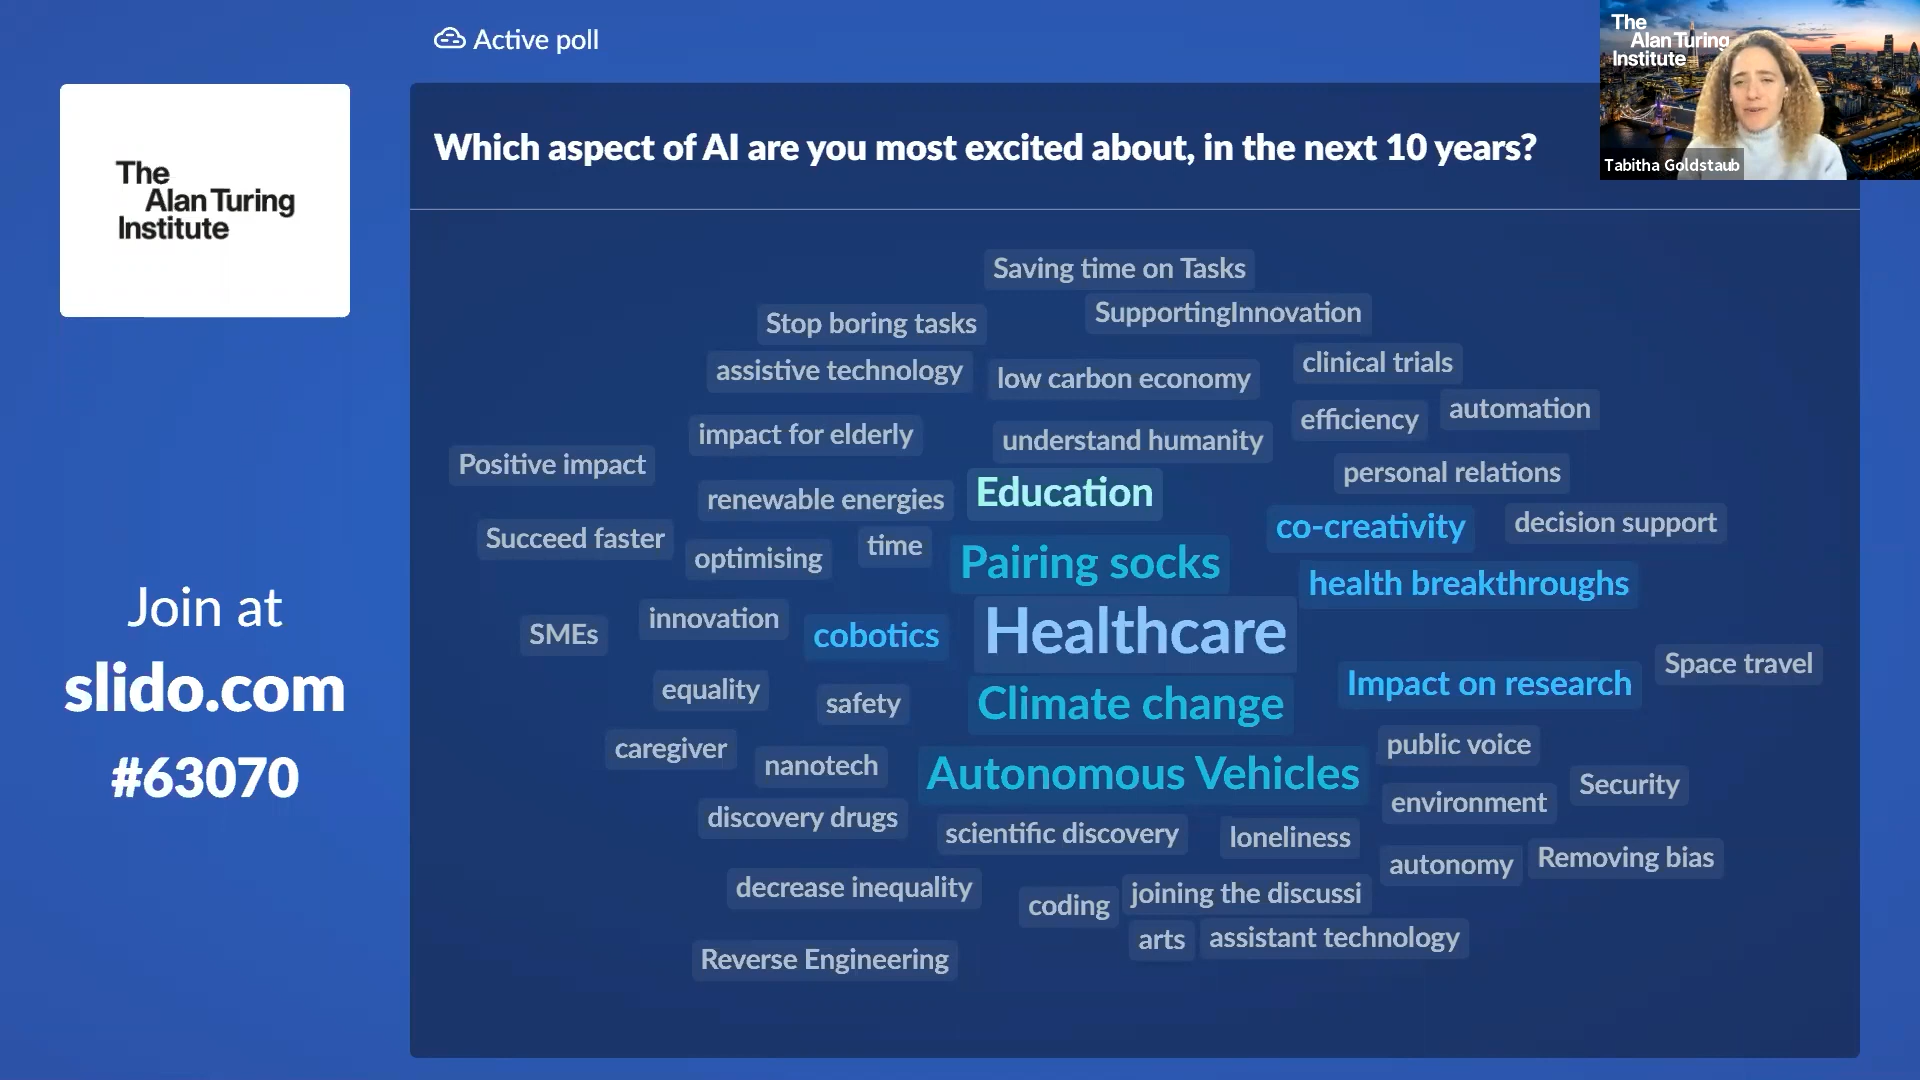 Active poll
The
Alan Turing
Institute
Which aspect of AI are you most excited about, in the next 10 years?
The
Alan Turing
Institute
Tabitha Goldstaub
Join at
slido.com
#63070
Saving time on Tasks
SupportingInnovation
Stop boring tasks
clinical trials
assistive technology
low carbon economy
automation
efficiency
impact for elderly
understand humanity
Positive impact
personal relations
Education
renewable energies
co-creativity
decision support
Succeed faster
time
optimising
Pairing socks
health breakthroughs
innovation
SMEs
cobotics
Healthcare
Space travel
Impact on research
equality
safety
Climate change
caregiver
public voice
nanotech
Autonomous Vehicles
Security
environment
discovery drugs
scientific discovery
loneliness
Removing bias
autonomy
decrease inequality
joining the discussi
coding
arts
assistant technology
Reverse Engineering